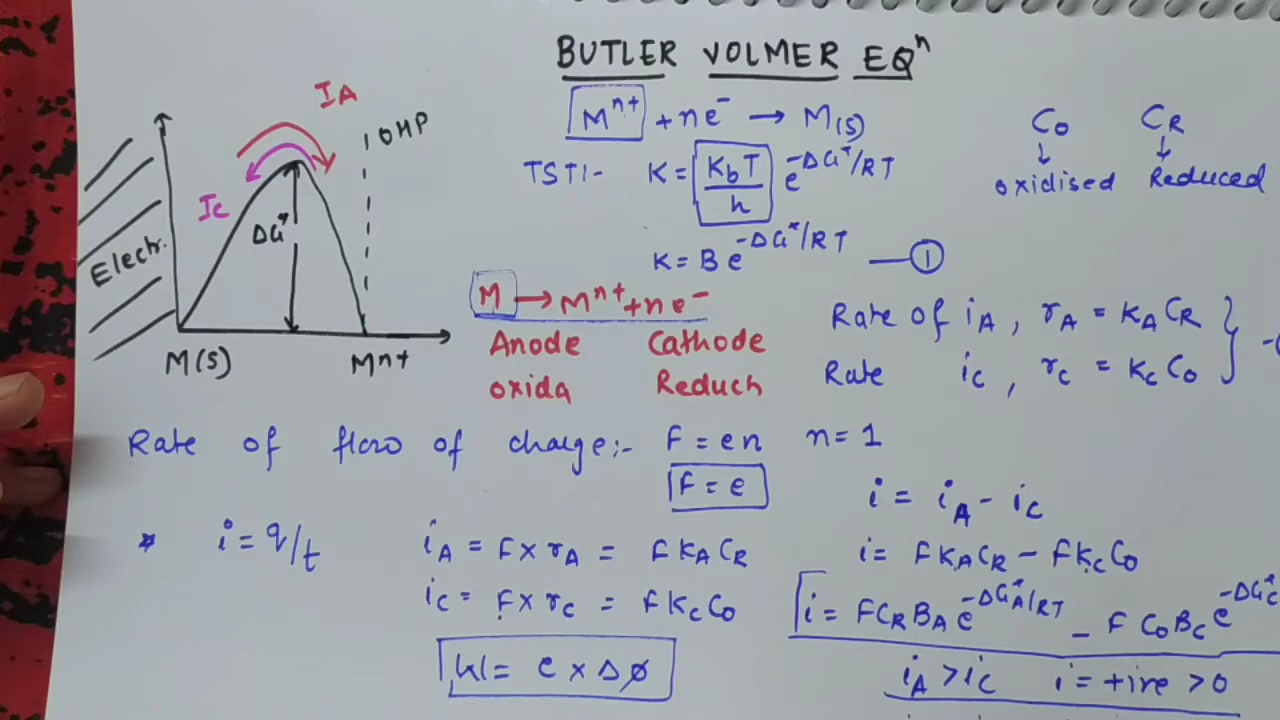 BUTLER VOLMER EQⁿ
Mⁿ⁺ + ne⁻ → M(s)
Co CR
↓ ↓
oxidised Reduced
TST:- K = KbT/h e^-ΔG*/RT
K = B e^-ΔG*/RT — ①
IA
OHP
Ic
ΔG*
Electr.
M(s) Mn+
M → Mⁿ⁺ + ne⁻
Anode Cathode
oxida Reduch
Rate of iA, rA = KA CR
Rate ic, rc = Kc Co
Rate of flow of charge:- F = en n = 1
F = e
i = iA - ic
* i = q/t
iA = F x rA = F KA CR
i = F KA CR - F Kc Co
ic = F x rc = F Kc Co
i = F CR BA e^-ΔG*A/RT - F Co Bc e^-ΔG*c
W = e x Δφ
iA > ic i = +ive > 0